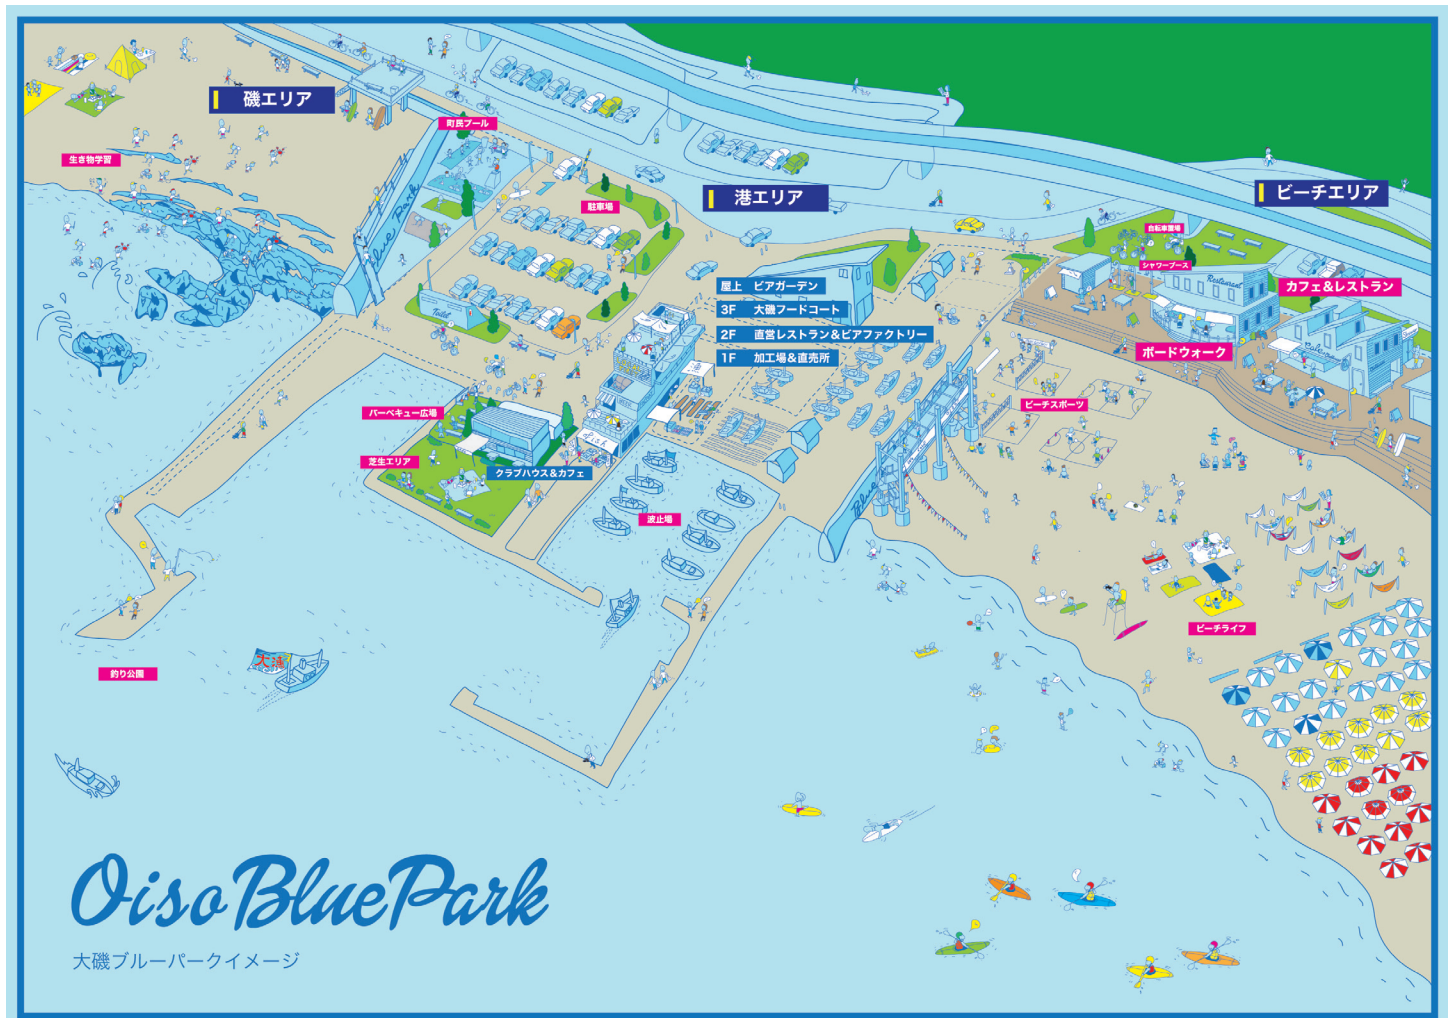 磯エリア
町民プール
生き物学習
Blue Park
駐車場
港エリア
ビーチエリア
自転車置場
シャワーブース
Restaurant
カフェ&レストラン
屋上 ビアガーデン
3F 大磯フードコート
2F 直営レストラン&ビアファクトリー
1F 加工場&直売所
Toilet
ボードウォーク
バーベキュー広場
ビーチスポーツ
芝生エリア
クラブハウス&カフェ
Fish
Blue
波止場
ビーチライフ
釣り公園
大漁
Oiso Blue Park
大磯ブルーパークイメージ